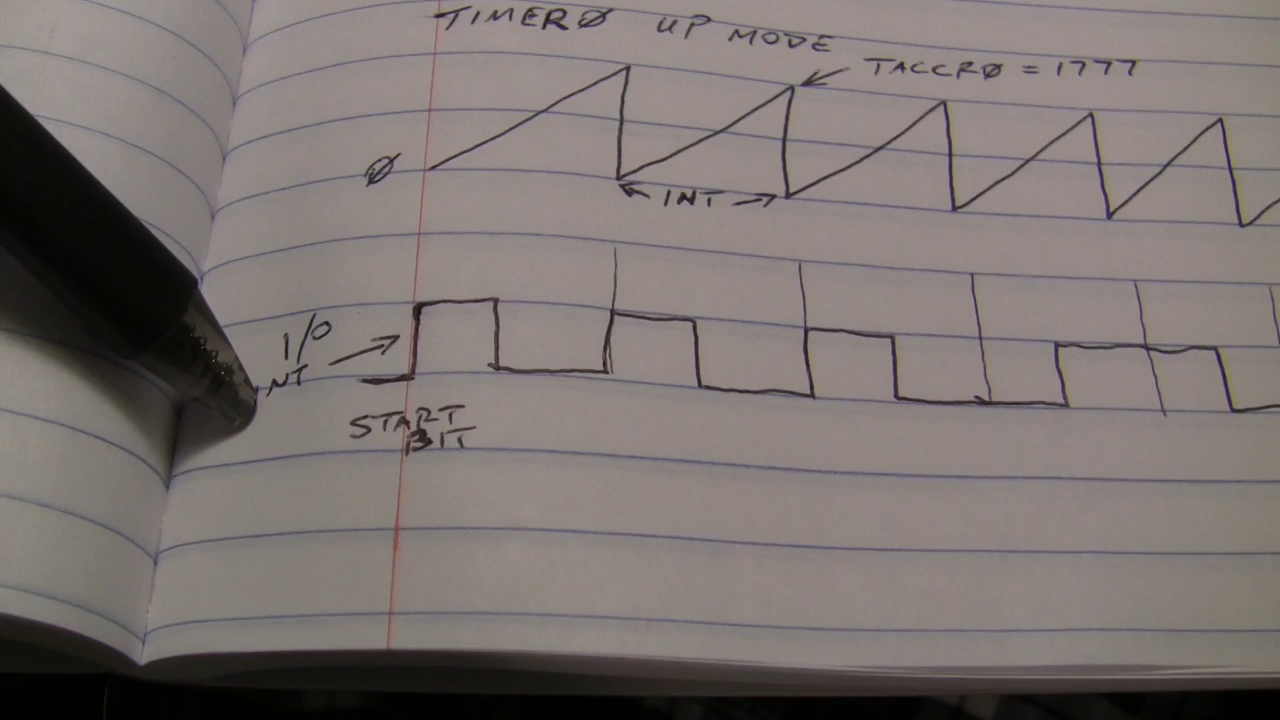 TIMERØ UP MODE
TACCRØ = 1777
Ø
INT
I/O
START
BIT